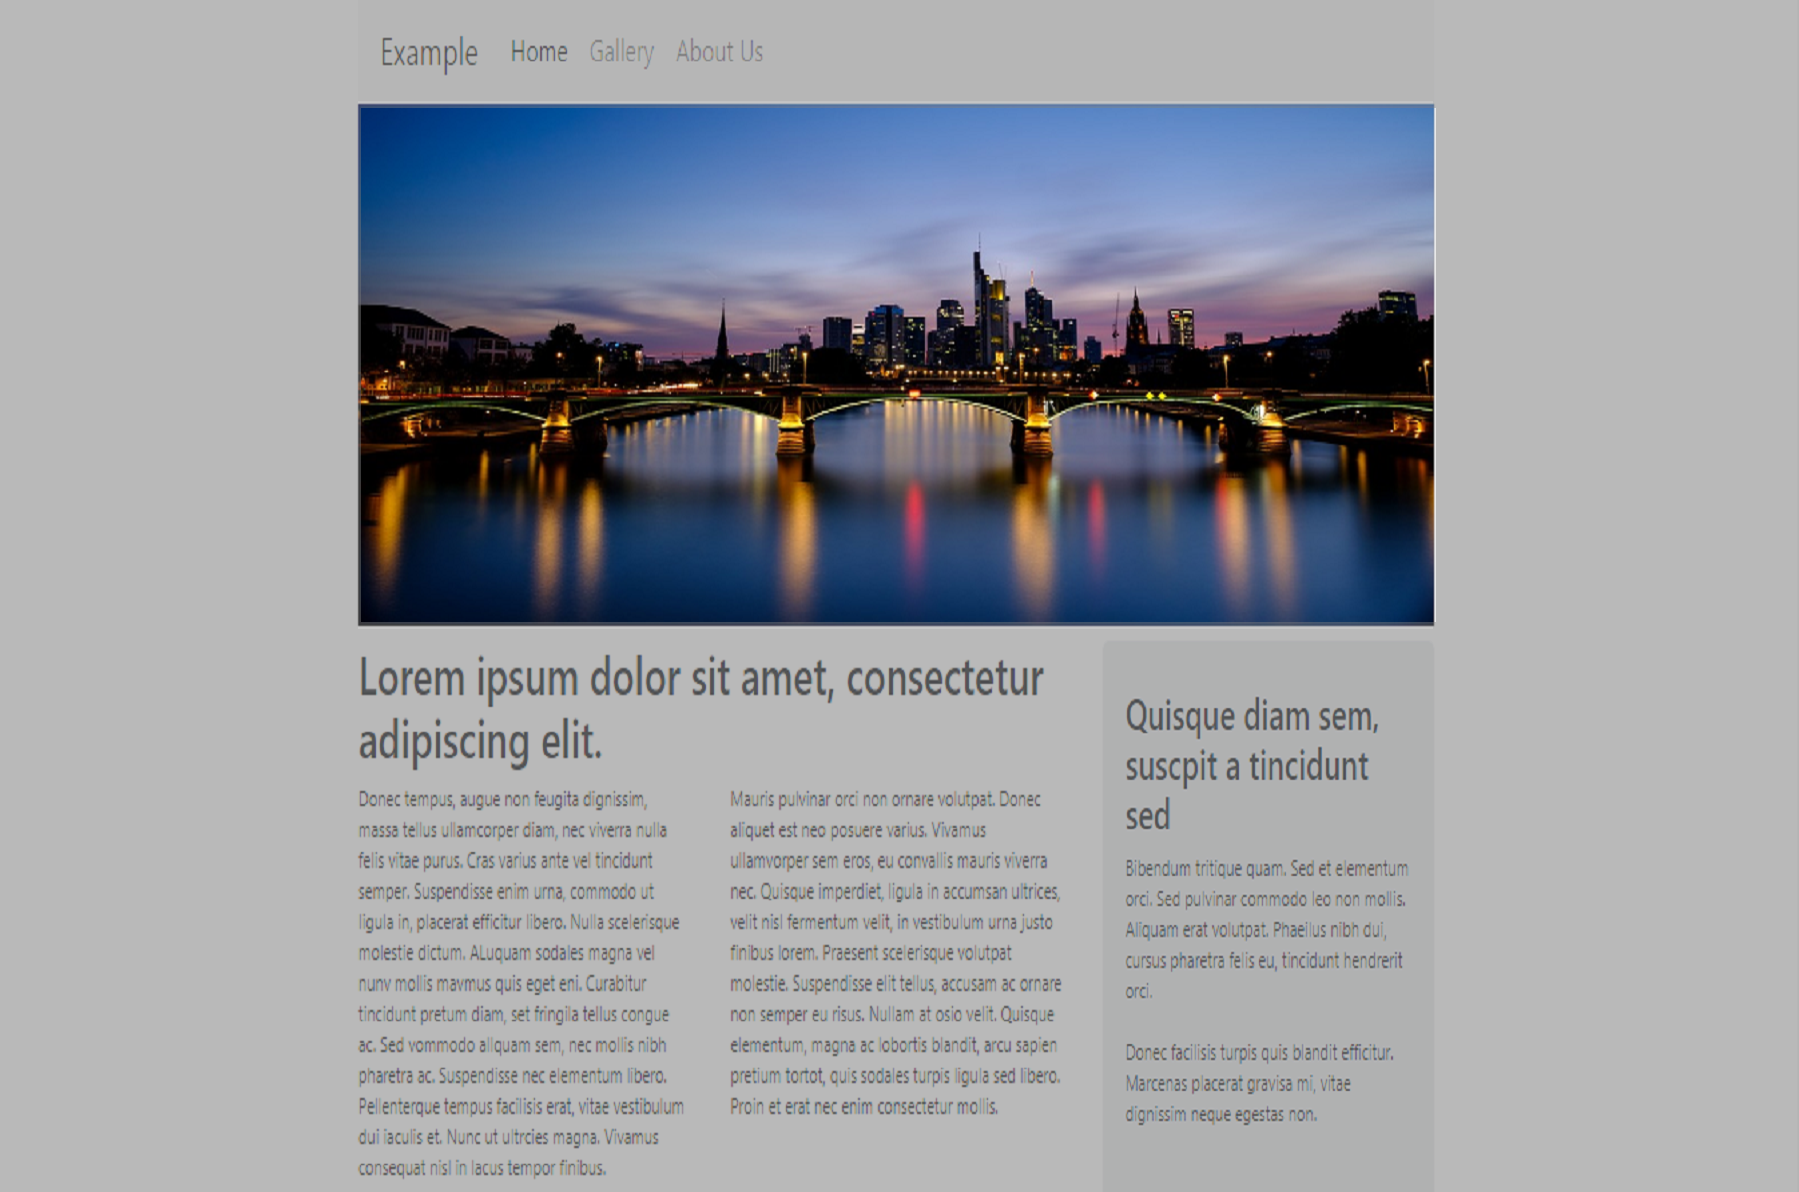 Example Home Gallery About Us
Lorem ipsum dolor sit amet, consectetur
adipiscing elit.
Donec tempus, augue non feugita dignissim,
massa tellus ullamcorper diam, nec viverra nulla
felis vitae purus. Cras varius ante vel tincidunt
semper. Suspendisse enim urna, commodo ut
ligula in, placerat efficitur libero. Nulla scelerisque
molestie dictum. ALuquam sodales magna vel
nunv mollis mavmus quis eget eni. Curabitur
tincidunt pretum diam, set fringila tellus congue
ac. Sed vommodo allquam sem, nec mollis nibh
pharetra ac. Suspendisse nec elementum libero.
Pellenterque tempus facilisis erat, vitae vestibulum
dui iaculis et. Nunc ut ultrcies magna. Vivamus
consequat nisl in lacus tempor finibus.
Mauris pulvinar orci non ornare volutpat. Donec
aliquet est neo posuere varius. Vivamus
ullamvorper sem eros, eu convallis mauris viverra
nec. Quisque imperdiet, ligula in accumsan ultrices,
velit nisl fermentum velit, in vestibulum urna justo
finibus lorem. Praesent scelerisque volutpat
molestie. Suspendisse elit tellus, accusam ac ornare
non semper eu risus. Nullam at osio velit. Quisque
elementum, magna ac lobortis blandit, arcu sapien
pretium tortot, quis sodales turpis ligula sed libero.
Proin et erat nec enim consectetur mollis.
Quisque diam sem,
suscpit a tincidunt
sed
Bibendum tritique quam. Sed et elementum
orci. Sed pulvinar commodo leo non mollis.
Aliquam erat volutpat. Phaellus nibh dui,
cursus pharetra felis eu, tincidunt hendrerit
orci.
Donec facilisis turpis quis blandit efficitur.
Marcenas placerat gravisa mi, vitae
dignissim neque egestas non.